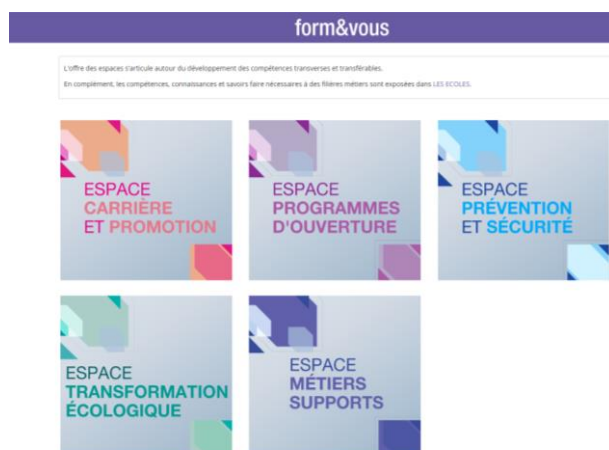 form&vous
L'offre des espaces s'articule autour du développement des compétences transverses et transférables.
En complément, les compétences, connaissances et savoirs faire nécessaires à des filières métiers sont exposées dans LES ECOLES.
ESPACE
CARRIÈRE
ET PROMOTION
ESPACE
PROGRAMMES
D'OUVERTURE
ESPACE
PRÉVENTION
ET SÉCURITÉ
ESPACE
TRANSFORMATION
ÉCOLOGIQUE
ESPACE
MÉTIERS
SUPPORTS